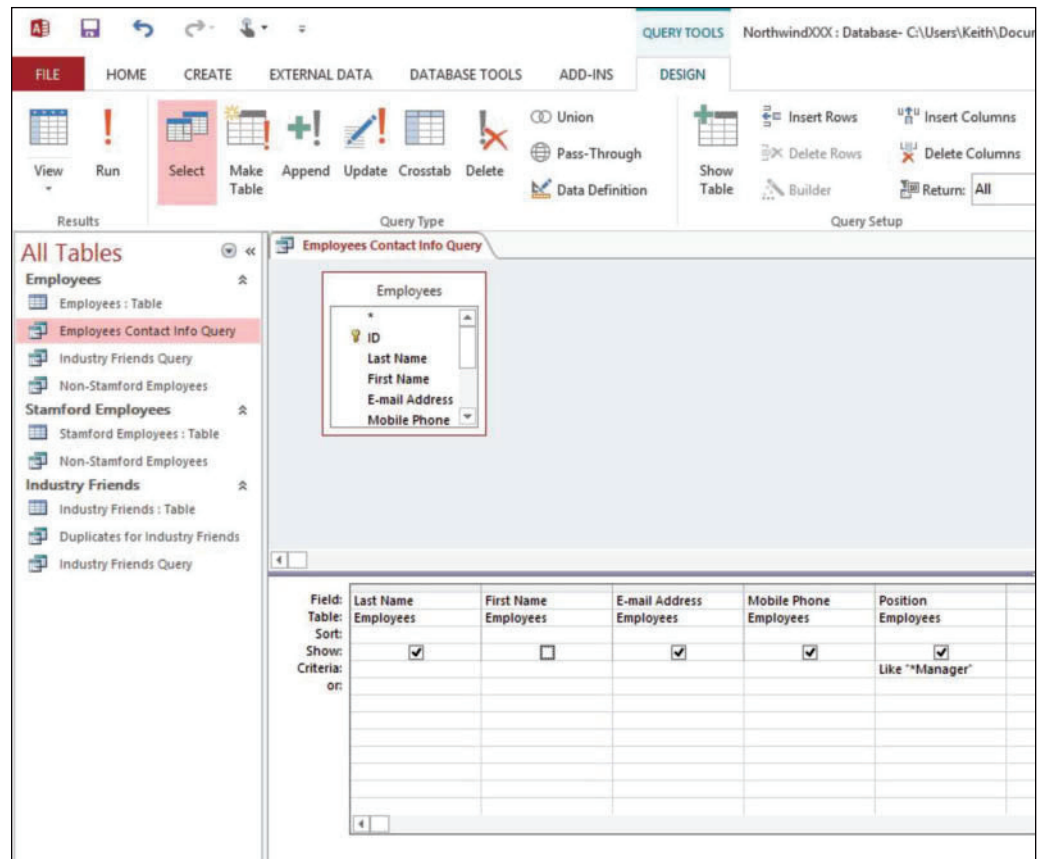 QUERY TOOLS NorthwindXXX : Database- C:\Users\Keith\Docur
FILE HOME CREATE EXTERNAL DATA DATABASE TOOLS ADD-INS DESIGN
View
Run
Select
Make Table
Append
Update
Crosstab
Delete
Union
Pass-Through
Data Definition
Show Table
Insert Rows
Delete Rows
Builder
Insert Columns
Delete Columns
Return: All
Results
Query Type
Query Setup
All Tables
Employees
Employees : Table
Employees Contact Info Query
Industry Friends Query
Non-Stamford Employees
Stamford Employees
Stamford Employees : Table
Non-Stamford Employees
Industry Friends
Industry Friends : Table
Duplicates for Industry Friends
Industry Friends Query
Employees Contact Info Query
Employees
*
ID
Last Name
First Name
E-mail Address
Mobile Phone
Field: Last Name First Name E-mail Address Mobile Phone Position
Table: Employees Employees Employees Employees Employees
Sort:
Show:
Criteria: Like "*Manager"
or: